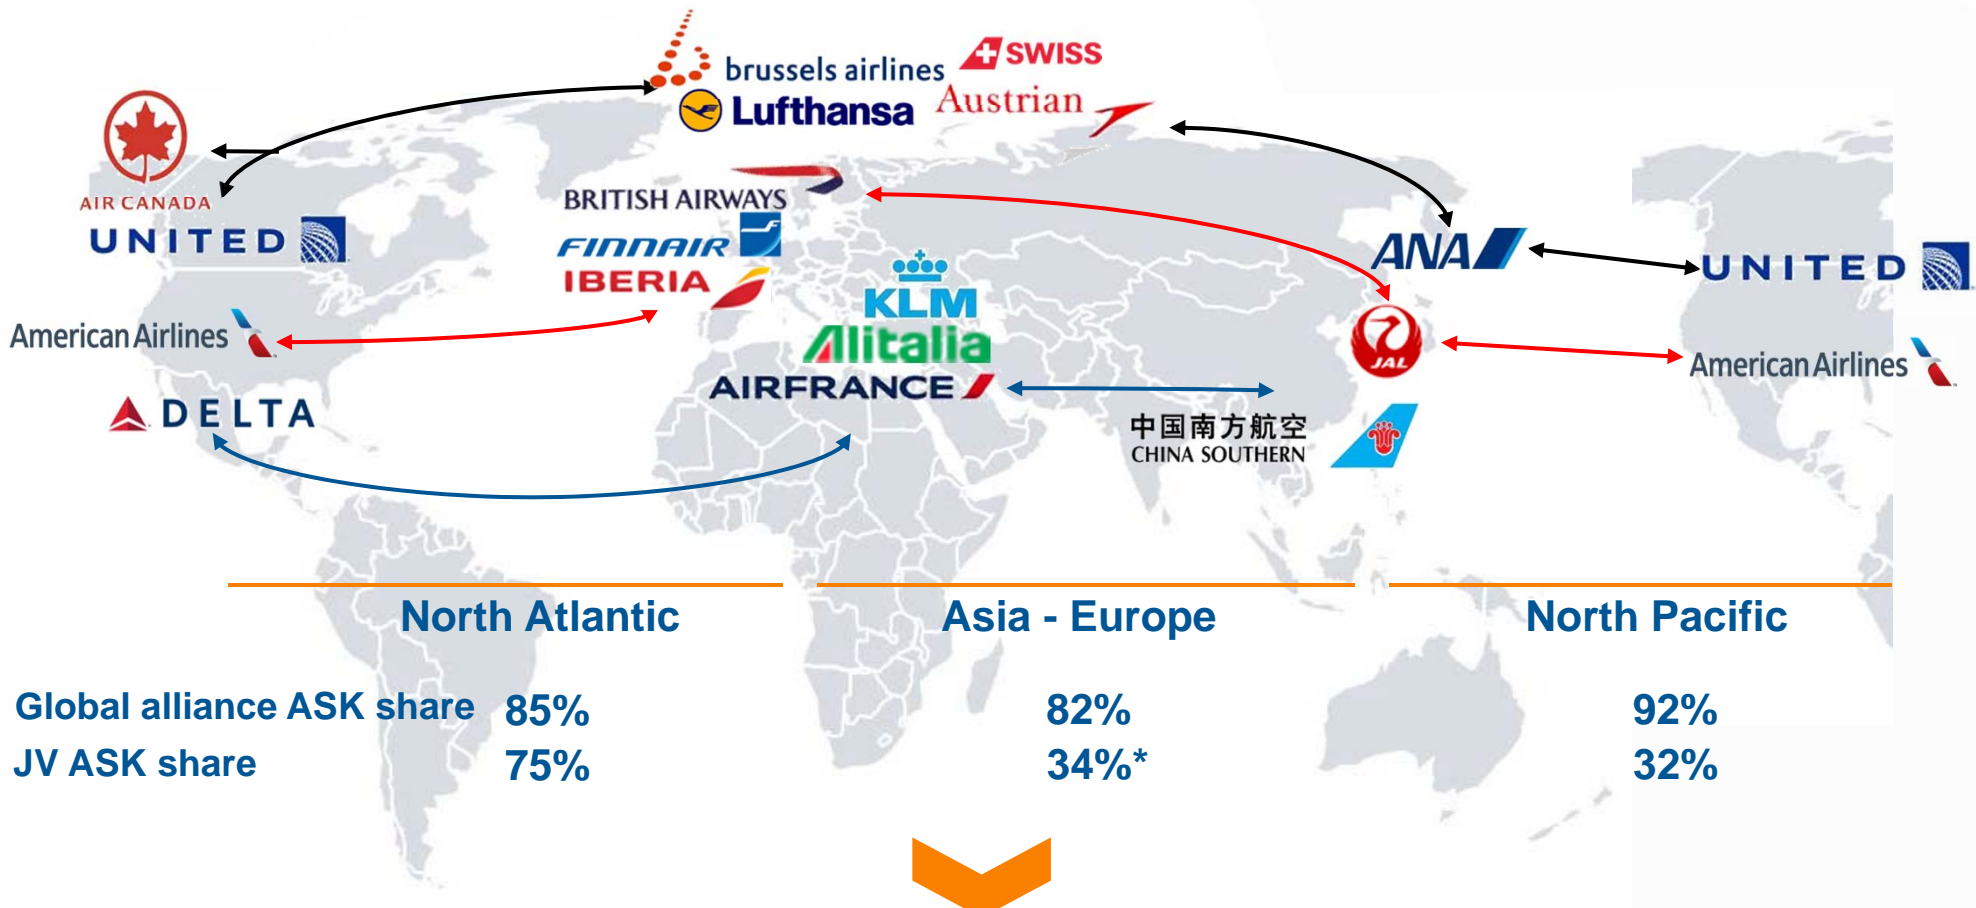 brussels airlines
SWISS
Lufthansa
Austrian
AIR CANADA
UNITED
BRITISH AIRWAYS
FINNAIR
IBERIA
KLM
Alitalia
AIRFRANCE
American Airlines
DELTA
ANA
UNITED
JAL
American Airlines
中国南方航空
CHINA SOUTHERN
North Atlantic Asia - Europe North Pacific
Global alliance ASK share 85% 82% 92%
JV ASK share 75% 34%* 32%